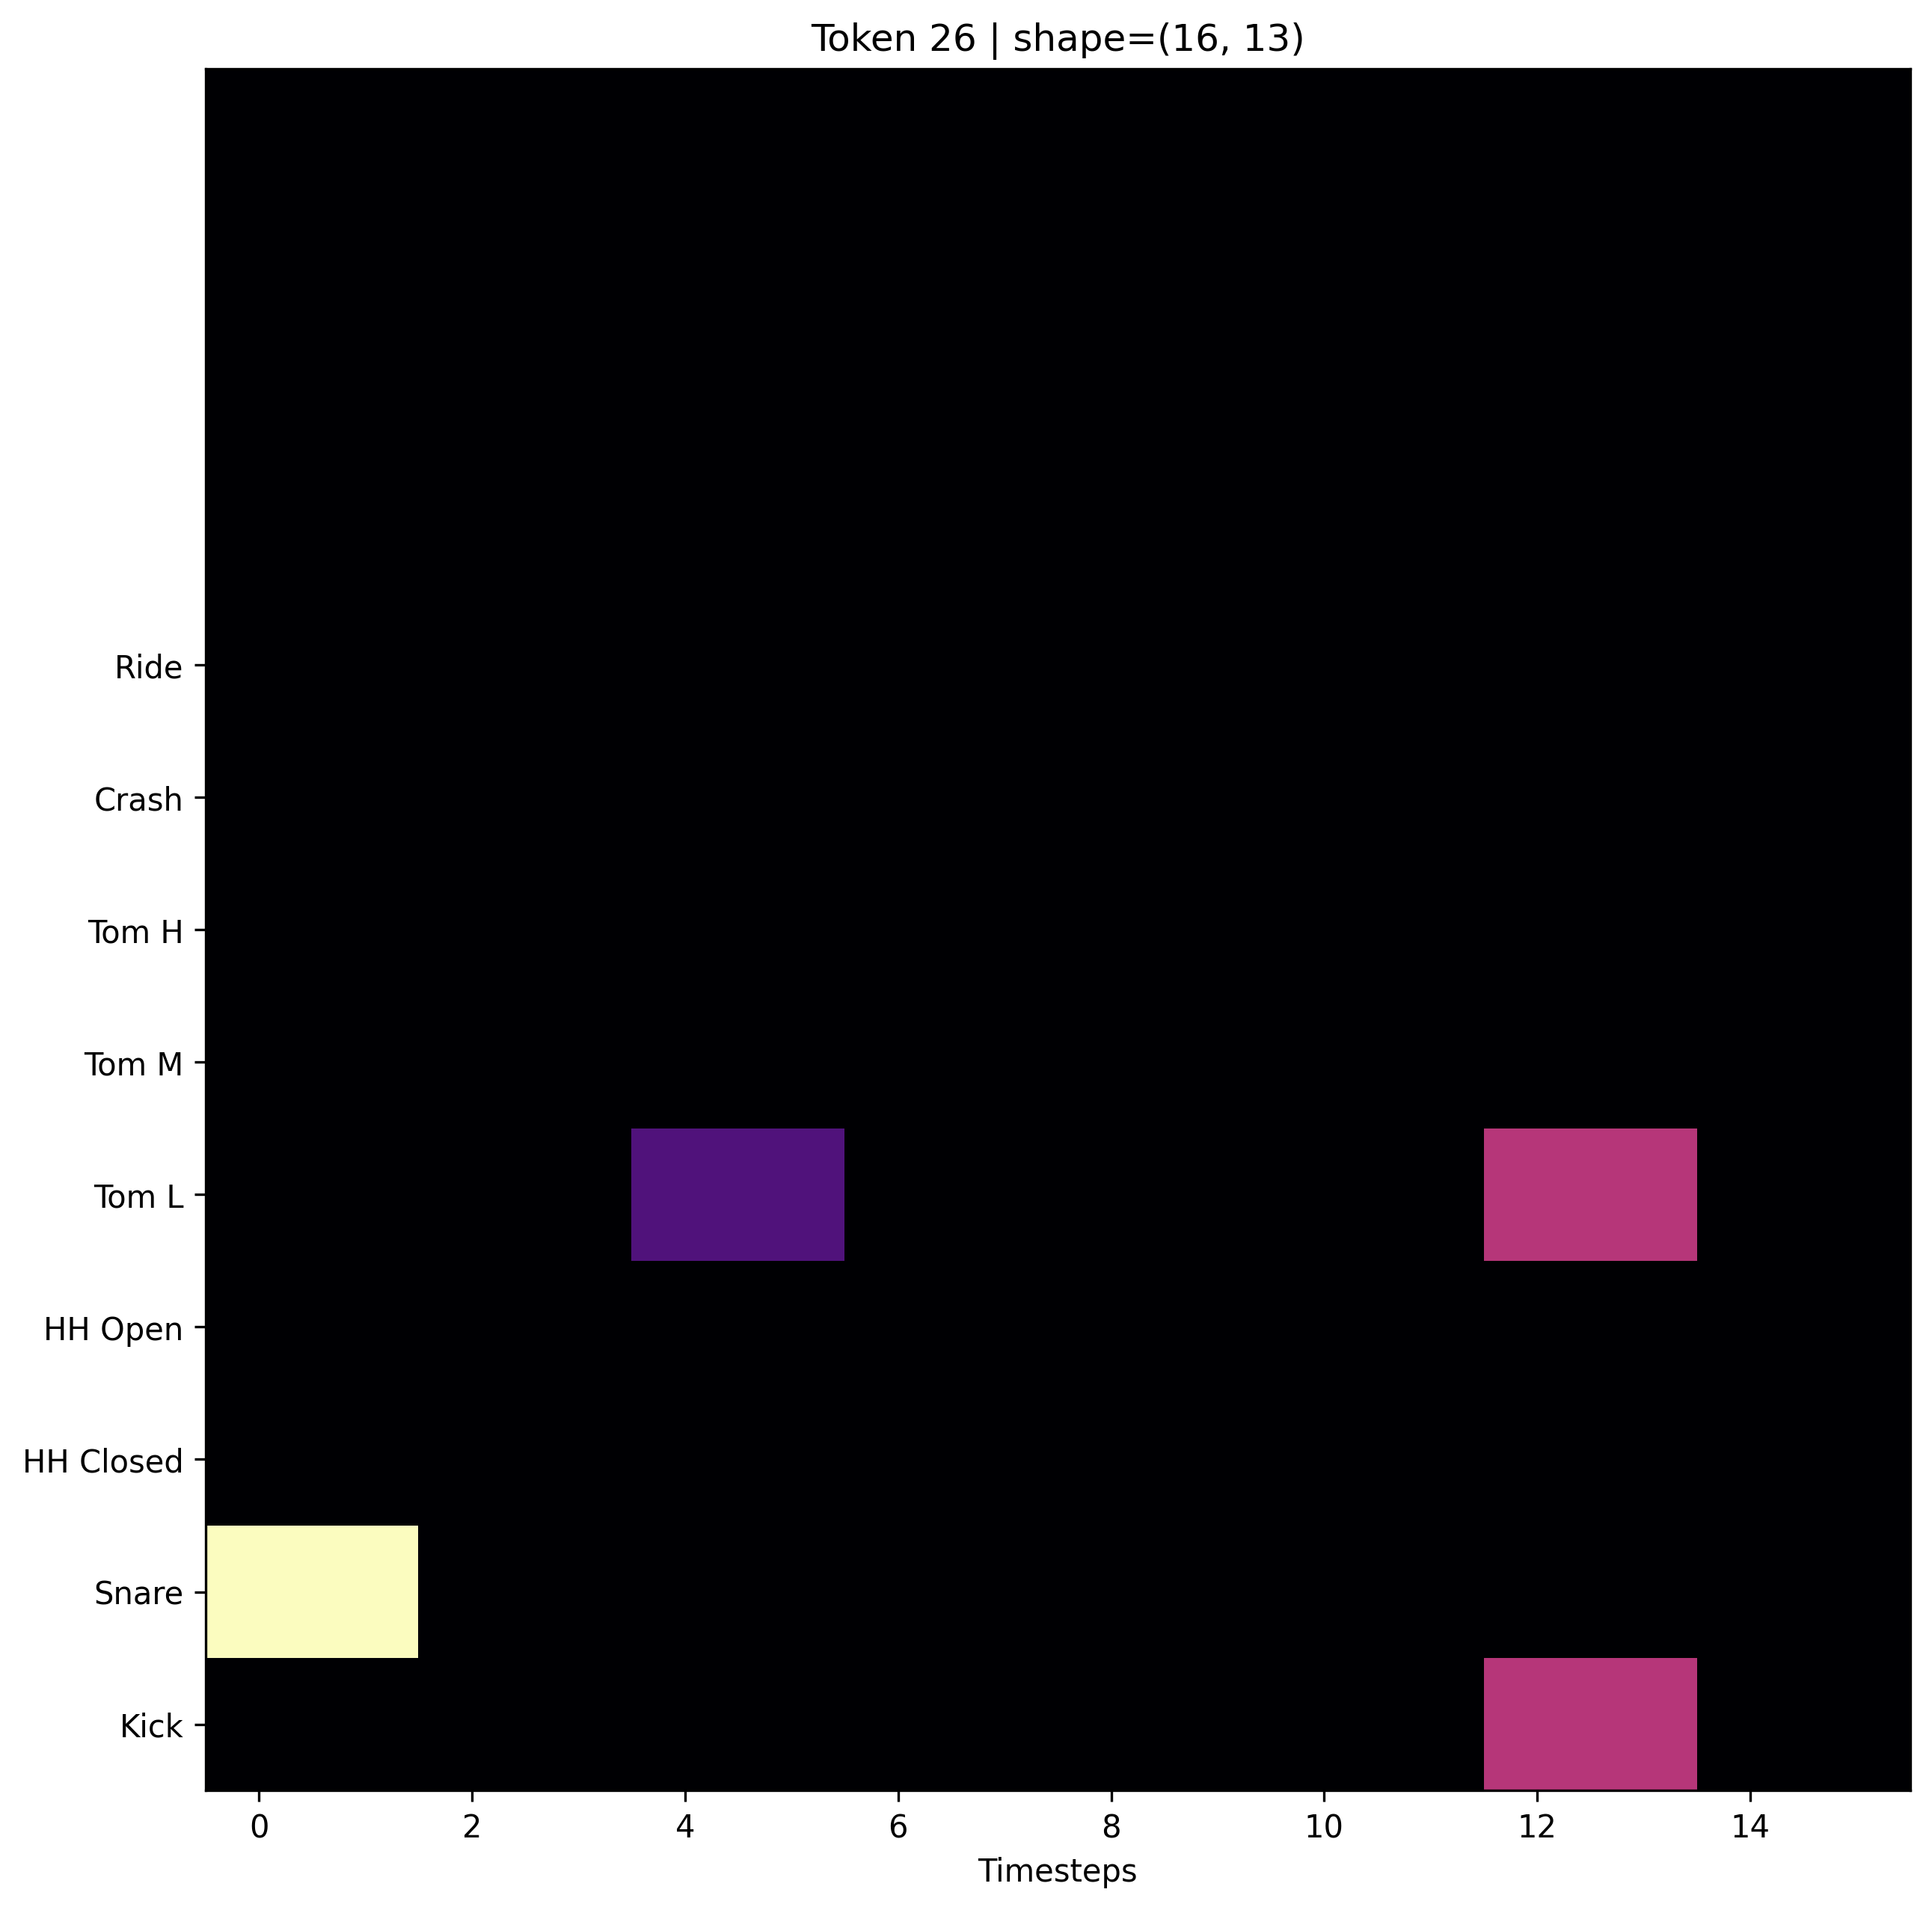 Token 26 | shape=(16, 13)
Ride
Crash
Tom H
Tom M
Tom L
HH Open
HH Closed
Snare
Kick
0 2 4 6 8 10 12 14
Timesteps